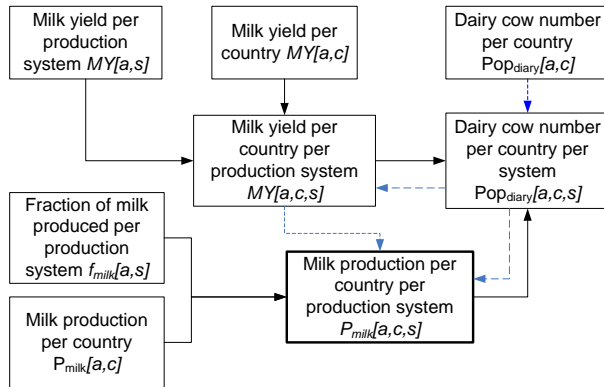 Milk yield per
production
system MY[a,s]
Milk yield per
country MY[a,c]
Dairy cow number
per country
Popdiary[a,c]
Milk yield per
country per
production system
MY[a,c,s]
Dairy cow number
per country per
system
Popdiary[a,c,s]
Fraction of milk
produced per
production
system fmilk[a,s]
Milk production per
country per
production system
Pmilk[a,c,s]
Milk production
per country
Pmilk[a,c]